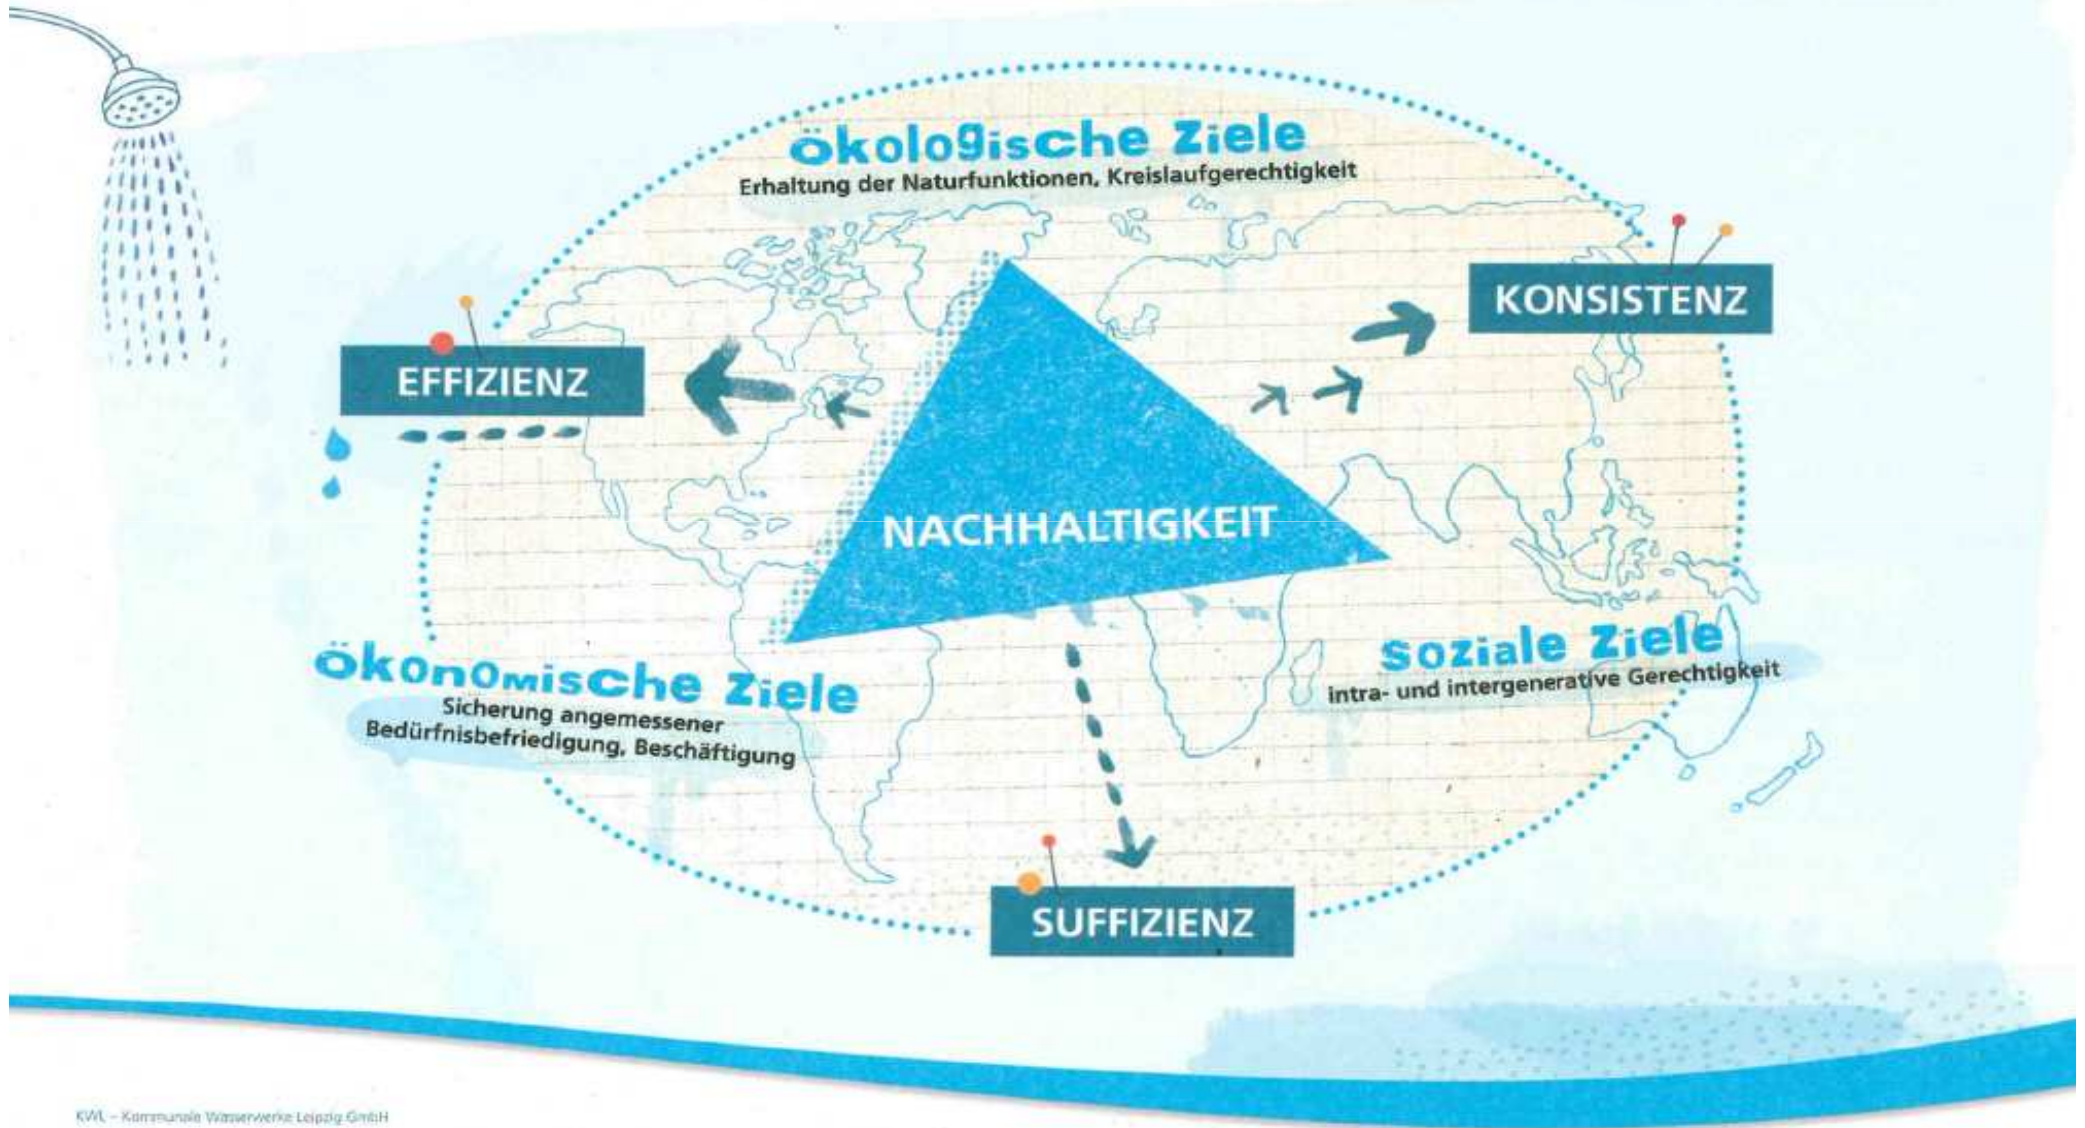 ökologische Ziele
Erhaltung der Naturfunktionen, Kreislaufgerechtigkeit
KONSISTENZ
EFFIZIENZ
NACHHALTIGKEIT
ökonomische Ziele
Sicherung angemessener
Bedürfnisbefriedigung, Beschäftigung
soziale Ziele
intra- und intergenerative Gerechtigkeit
SUFFIZIENZ
KWL – Kommunale Wasserwerke Leipzig GmbH